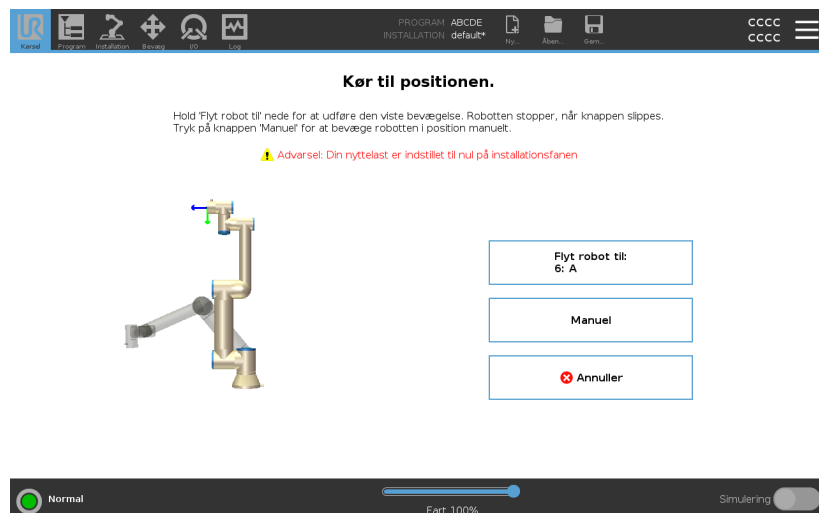 UR
PROGRAM ABCDE
INSTALLATION default*
CCCC
CCCC
Kørsel Program Installation Bevæg I/O Log Ny... Åben... Gem...
Kør til positionen.
Hold 'Flyt robot til' nede for at udføre den viste bevægelse. Robotten stopper, når knappen slippes.
Tryk på knappen 'Manuel' for at bevæge robotten i position manuelt.
Advarsel: Din nyttelast er indstillet til nul på installationsfanen
Flyt robot til:
6: A
Manuel
Annuller
Normal
Fart 100%
Simulering